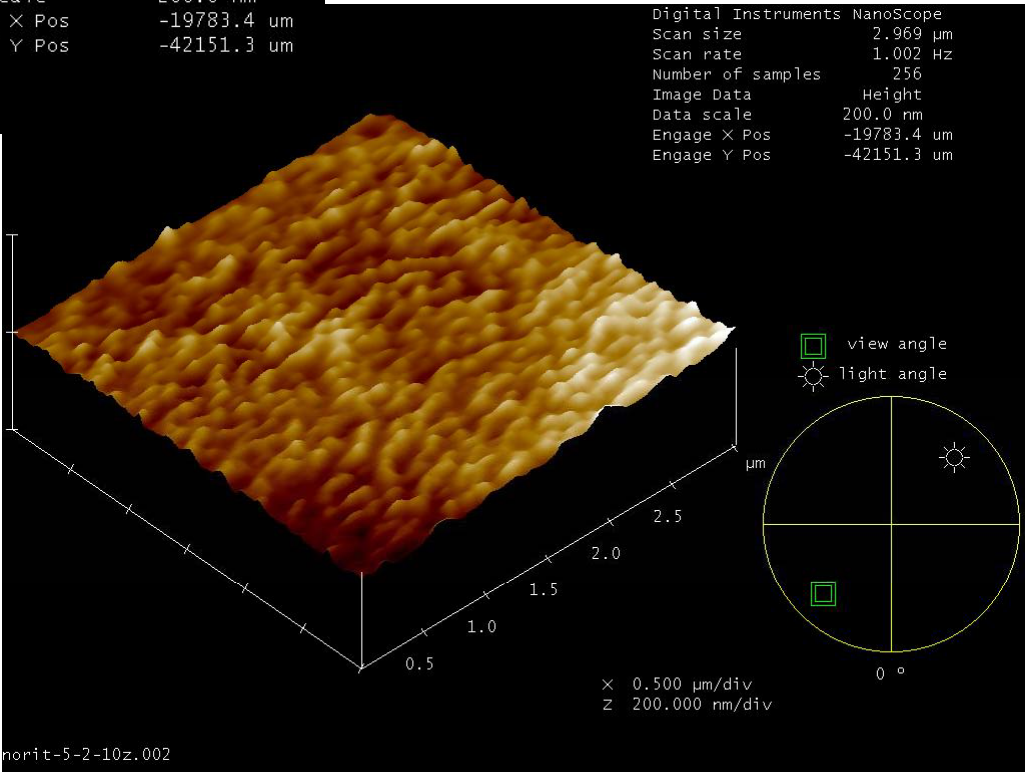 X Pos -19783.4 um
Y Pos -42151.3 um
Digital Instruments NanoScope
Scan size 2.969 µm
Scan rate 1.002 Hz
Number of samples 256
Image Data Height
Data scale 200.0 nm
Engage X Pos -19783.4 um
Engage Y Pos -42151.3 um
view angle
light angle
µm
2.5
2.0
1.5
1.0
0.5
0 °
X 0.500 µm/div
Z 200.000 nm/div
norit-5-2-10z.002